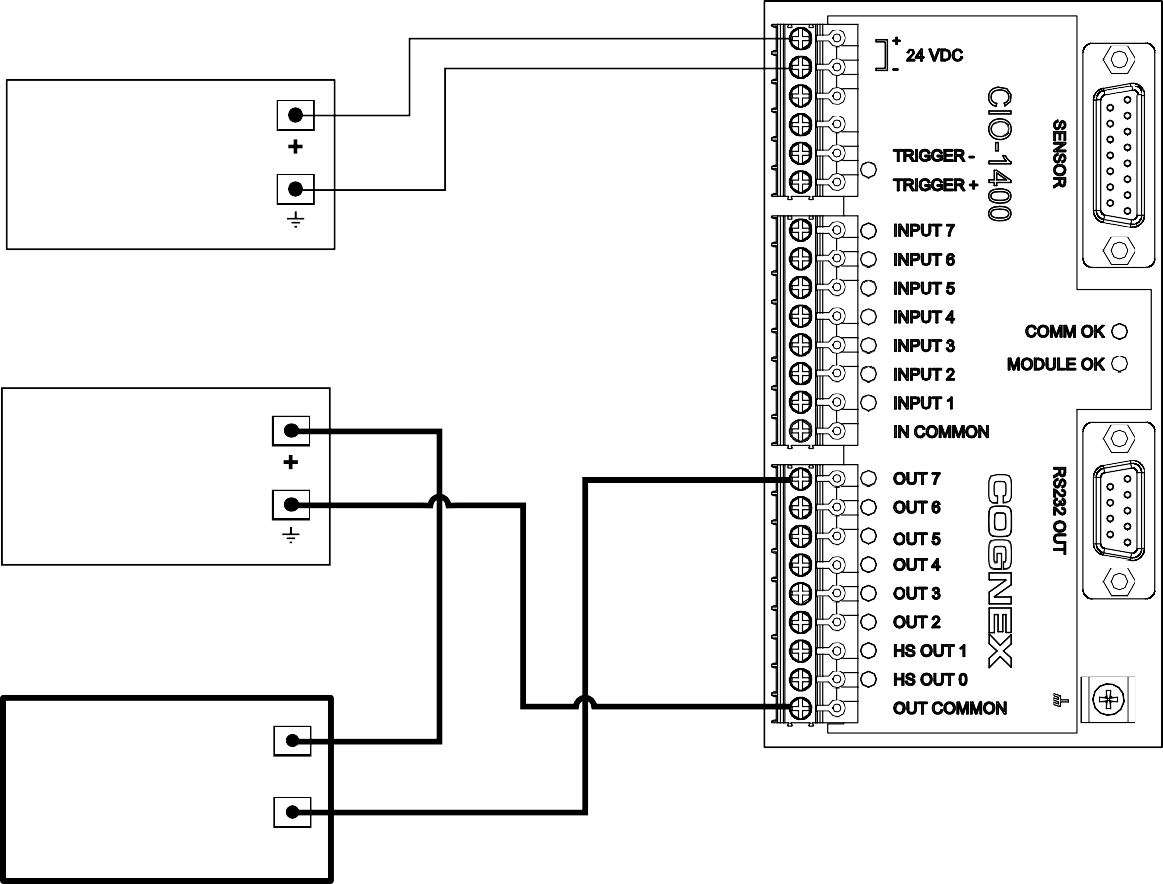 +
24 VDC
-
CIO-1400
SENSOR
TRIGGER -
TRIGGER +
+
INPUT 7
INPUT 6
INPUT 5
INPUT 4
INPUT 3
INPUT 2
INPUT 1
IN COMMON
COMM OK
MODULE OK
+
OUT 7
OUT 6
OUT 5
OUT 4
OUT 3
OUT 2
HS OUT 1
HS OUT 0
OUT COMMON
COGNEX
RS232 OUT